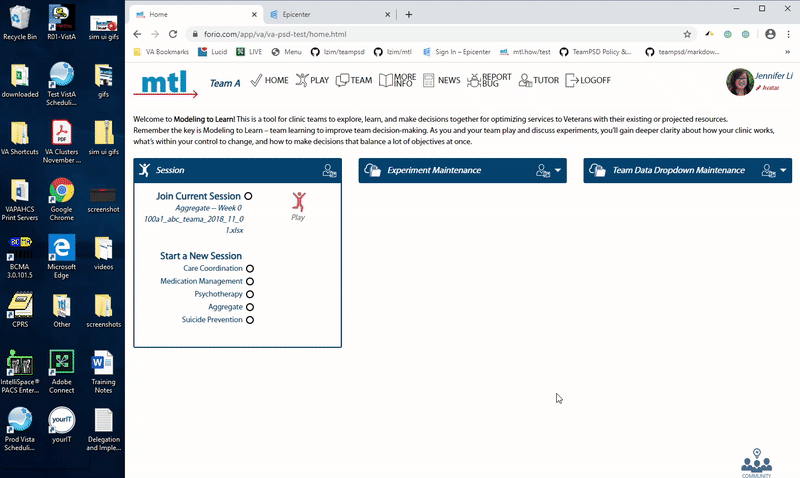 Recycle Bin
R01-VistA
sim ui gifs
downloaded
Test VistA
Scheduli...
gifs
VA Shortcuts
VA Clusters
November ...
sim ui gifs
VAPAHCS
Print Servers
Google
Chrome
screenshot
BCMA
3.0.101.5
Microsoft
Edge
videos
CPRS
Other
screenshots
IntelliSpace®
PACS Enter...
Adobe
Connect
Training
Notes
Prod Vista
Scheduli...
yourIT
yourIT
Delegation
and Imple...
Home
Epicenter
forio.com/app/va/va-psd-test/home.html
VA Bookmarks
Lucid
LIVE
Menu
lzim/teampsd
lzim/mtl
Sign In – Epicenter
mtl.how/test
TeamPSD Policy &...
teampsd/markdow...
mtl
Team A
HOME
PLAY
TEAM
MORE INFO
NEWS
REPORT BUG
TUTOR
LOGOFF
Jennifer Li
Avatar
Welcome to Modeling to Learn! This is a tool for clinic teams to explore, learn, and make decisions together for optimizing services to Veterans with their existing or projected resources.
Remember the key is Modeling to Learn – team learning to improve team decision-making. As you and your team play and discuss experiments, you'll gain deeper clarity about how your clinic works,
what's within your control to change, and how to make decisions that balance a lot of objectives at once.
Session
Join Current Session
Aggregate -- Week 0
100a1_abc_teama_2018_11_0
1.xlsx
Play
Start a New Session
Care Coordination
Medication Management
Psychotherapy
Aggregate
Suicide Prevention
Experiment Maintenance
Team Data Dropdown Maintenance
COMMUNITY